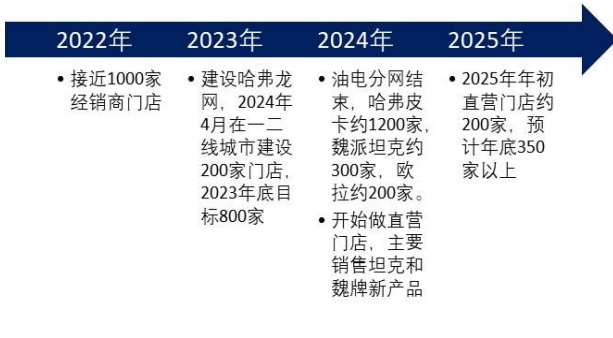 2022年
2023年
2024年
2025年
• 接近1000家
经销商门店
• 建设哈弗龙
网，2024年
4月在一二
线城市建设
200家门店，
2023年底目
标800家
• 油电分网结
束，哈弗皮
卡约1200家，
魏派坦克约
300家，欧
拉约200家。
• 开始做直营
门店，主要
销售坦克和
魏牌新产品
• 2025年年初
直营门店约
200家，预
计年底350
家以上